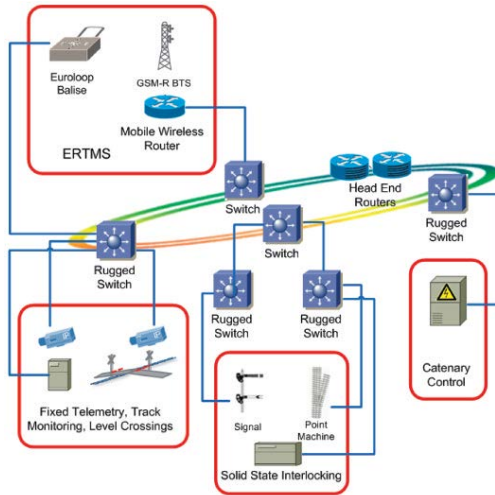 Euroloop
Balise
GSM-R BTS
Mobile Wireless
Router
ERTMS
Switch
Head End
Routers
Rugged
Switch
Switch
Rugged
Switch
Rugged
Switch
Rugged
Switch
Catenary
Control
Fixed Telemetry, Track
Monitoring, Level Crossings
Signal
Point
Machine
Solid State Interlocking